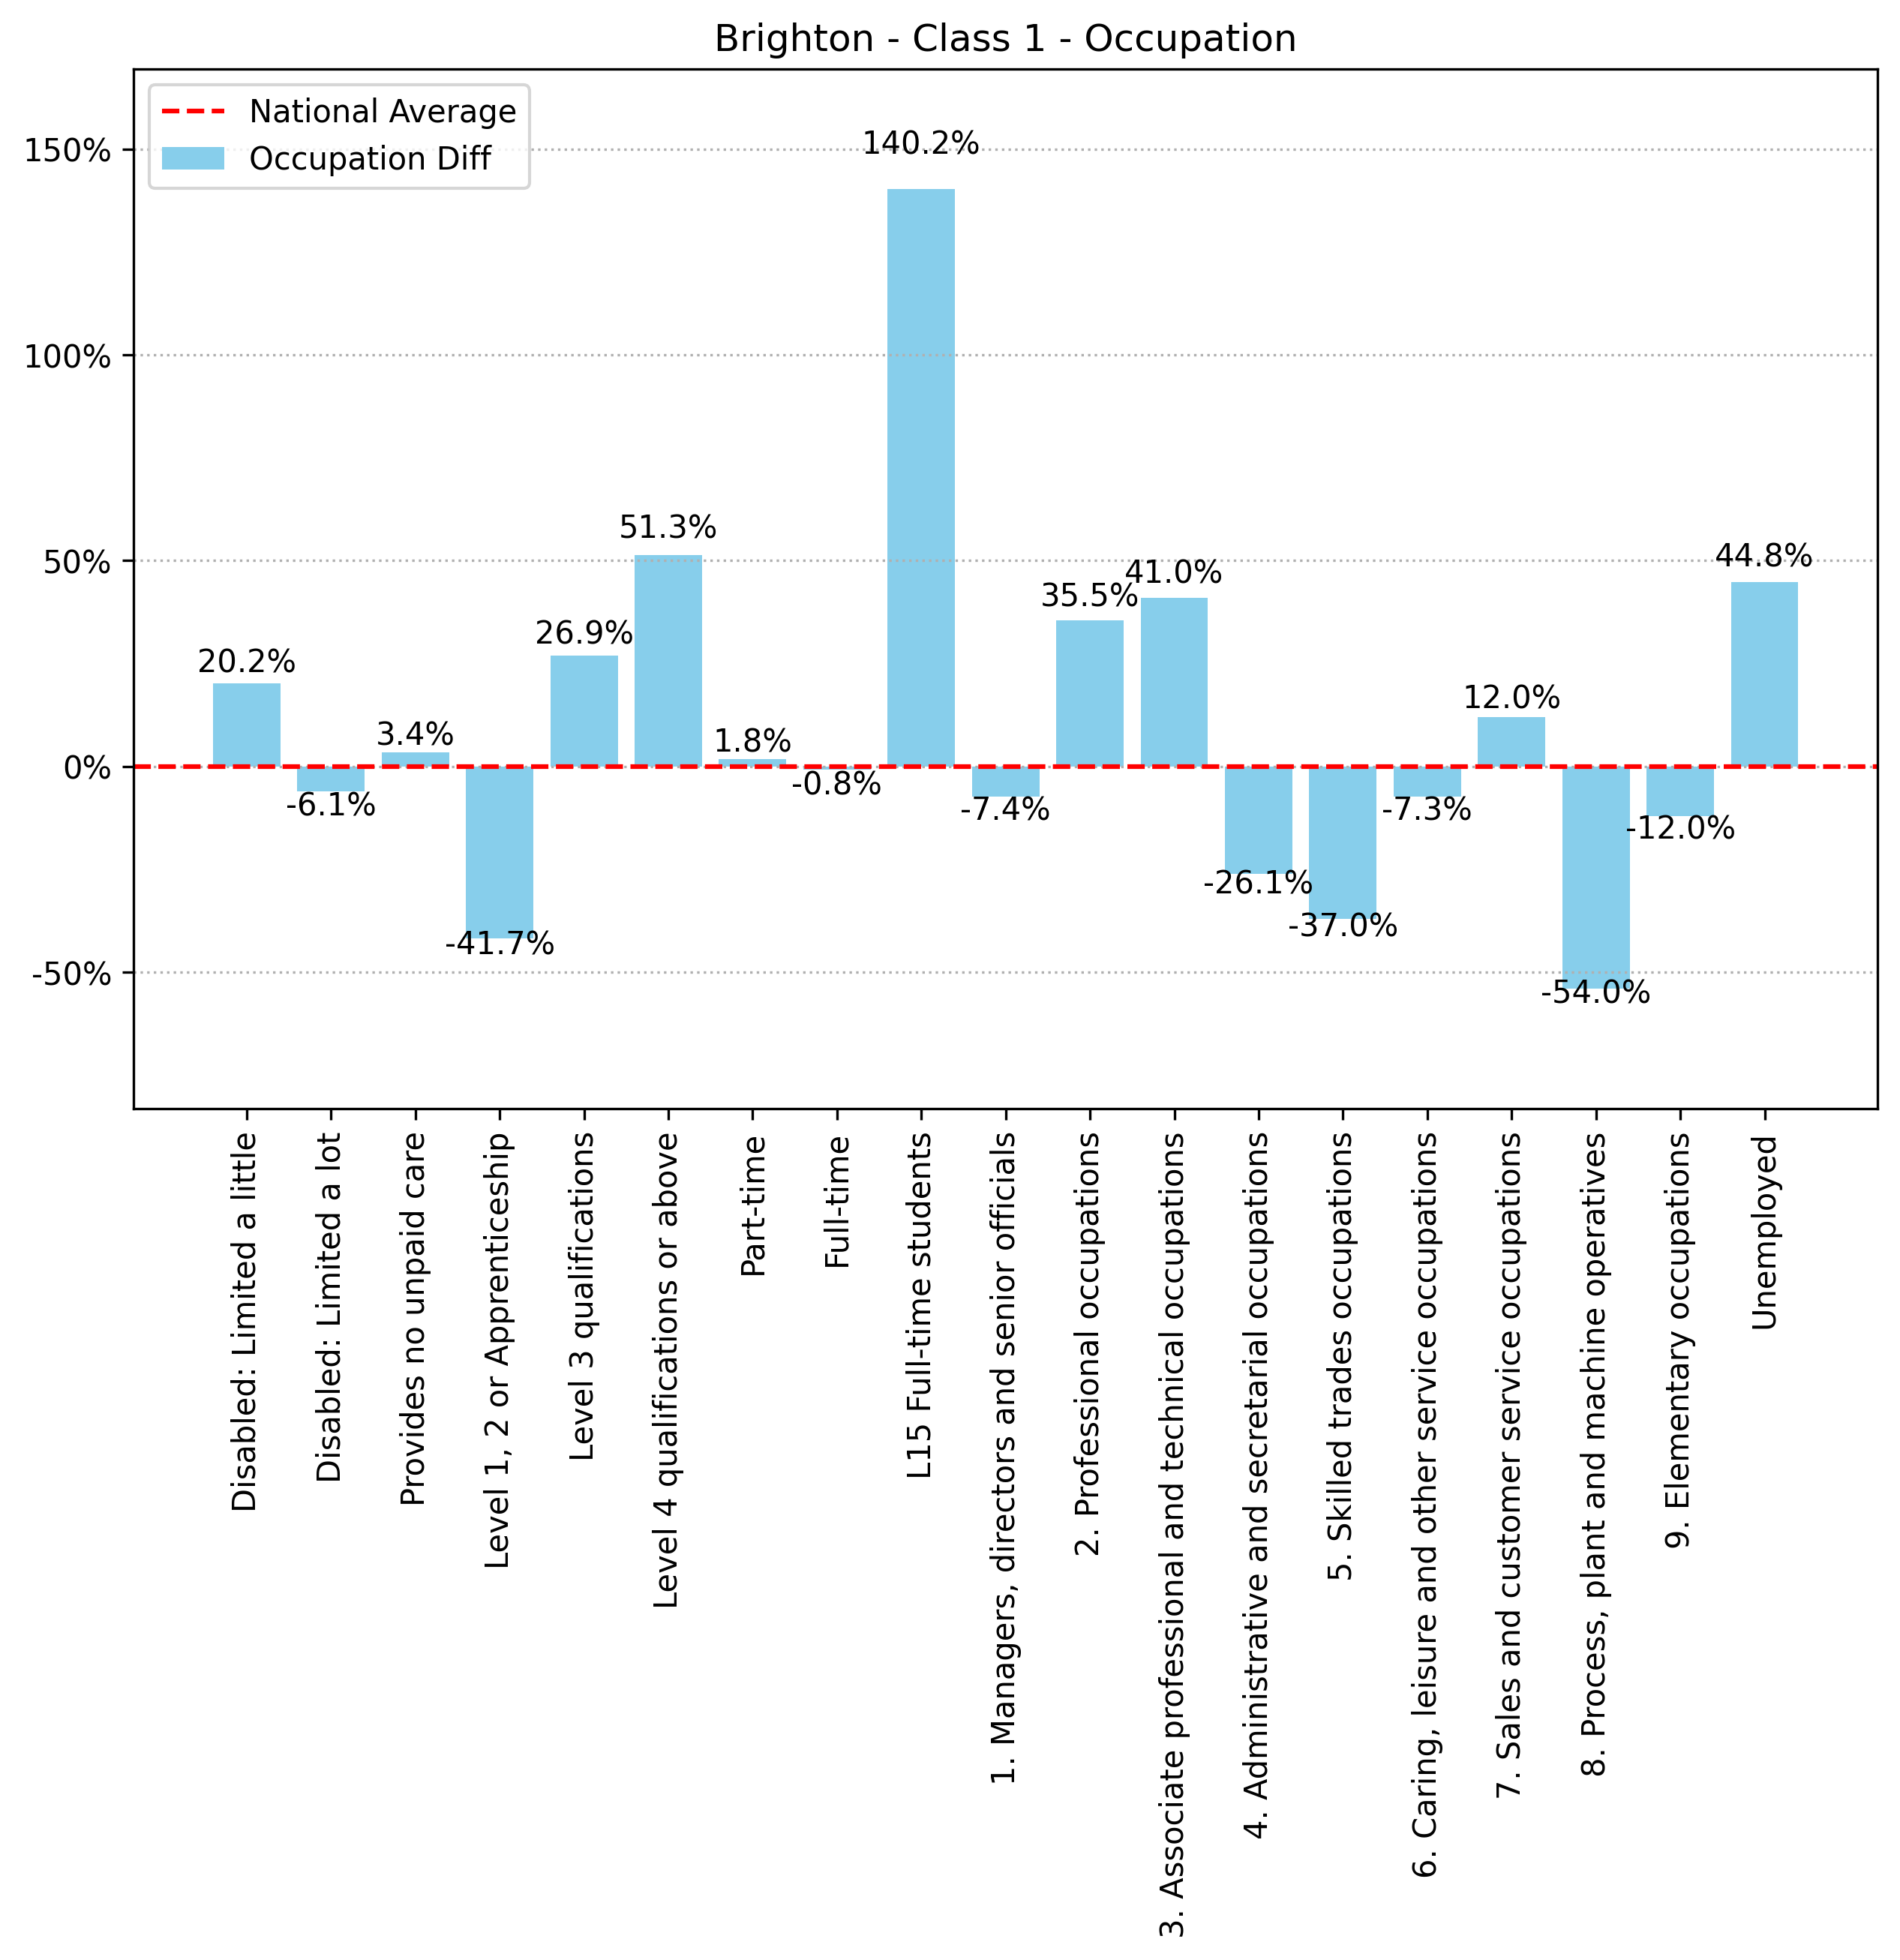 Brighton - Class 1 - Occupation
National Average
Occupation Diff
150%
100%
50%
0%
-50%
20.2%
-6.1%
3.4%
-41.7%
26.9%
51.3%
1.8%
-0.8%
140.2%
-7.4%
35.5%
41.0%
-26.1%
-37.0%
-7.3%
12.0%
-54.0%
-12.0%
44.8%
Disabled: Limited a little
Disabled: Limited a lot
Provides no unpaid care
Level 1, 2 or Apprenticeship
Level 3 qualifications
Level 4 qualifications or above
Part-time
Full-time
L15 Full-time students
1. Managers, directors and senior officials
2. Professional occupations
3. Associate professional and technical occupations
4. Administrative and secretarial occupations
5. Skilled trades occupations
6. Caring, leisure and other service occupations
7. Sales and customer service occupations
8. Process, plant and machine operatives
9. Elementary occupations
Unemployed